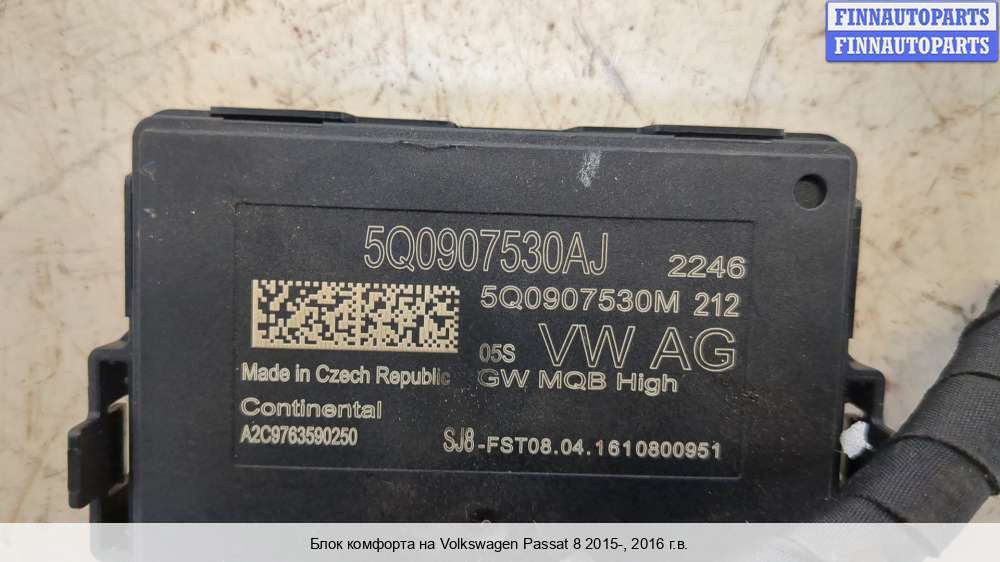 FINNAUTOPARTS
FINNAUTOPARTS
5Q0907530AJ 2246
5Q0907530M 212
05S VW AG
Made in Czech Republic GW MQB High
Continental
A2C9763590250 SJ8-FST08.04.1610800951
Блок комфорта на Volkswagen Passat 8 2015-, 2016 г.в.